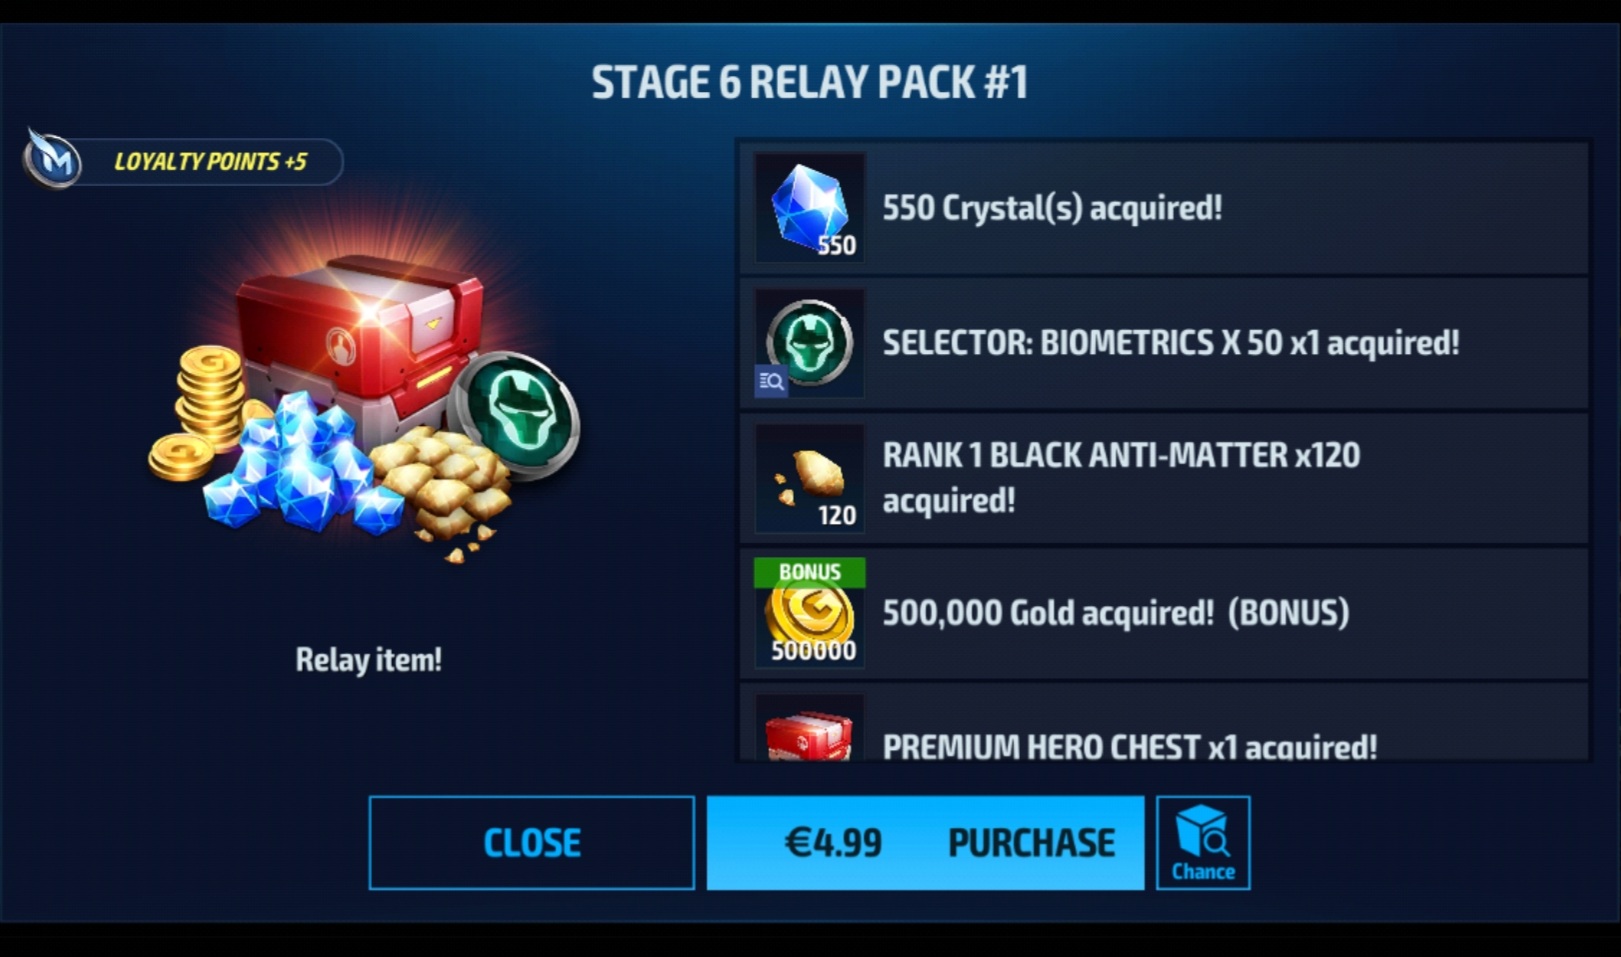 STAGE 6 RELAY PACK #1
LOYALTY POINTS +5
550
550 Crystal(s) acquired!
SELECTOR: BIOMETRICS X 50 x1 acquired!
RANK 1 BLACK ANTI-MATTER x120
acquired!
120
BONUS
500000
500,000 Gold acquired! (BONUS)
PREMIUM HERO CHEST x1 acquired!
Relay item!
CLOSE
€4.99 PURCHASE
Chance